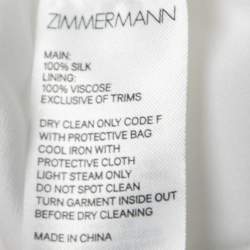 ZIMMERMANN
MAIN:
100% SILK
LINING:
100% VISCOSE
EXCLUSIVE OF TRIMS
DRY CLEAN ONLY CODE F
WITH PROTECTIVE BAG
COOL IRON WITH
PROTECTIVE CLOTH
LIGHT STEAM ONLY
DO NOT SPOT CLEAN
TURN GARMENT INSIDE OUT
BEFORE DRY CLEANING
MADE IN CHINA